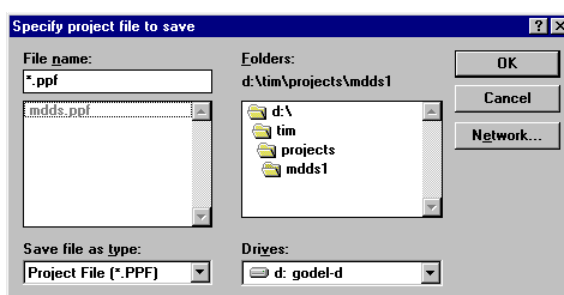 Specify project file to save
File name:
*.ppf
mdds.ppf
Save file as type:
Project File (*.PPF)
Folders:
d:\tim\projects\mdds1
d:\
tim
projects
mdds1
Drives:
d: godel-d
OK
Cancel
Network...